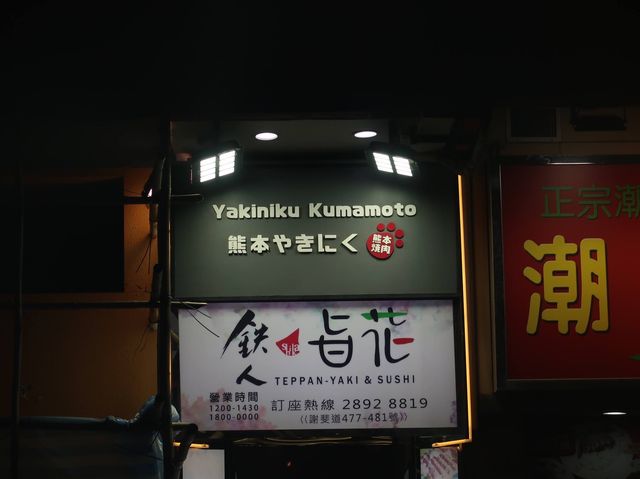 Yakiniku Kumamoto
熊本やきにく
熊本
焼肉
鉄人 旨花
TEPPAN-YAKI & SUSHI
營業時間
1200-1430
1800-0000
訂座熱線 2892 8819
((謝斐道477-481號))
正宗潮
潮